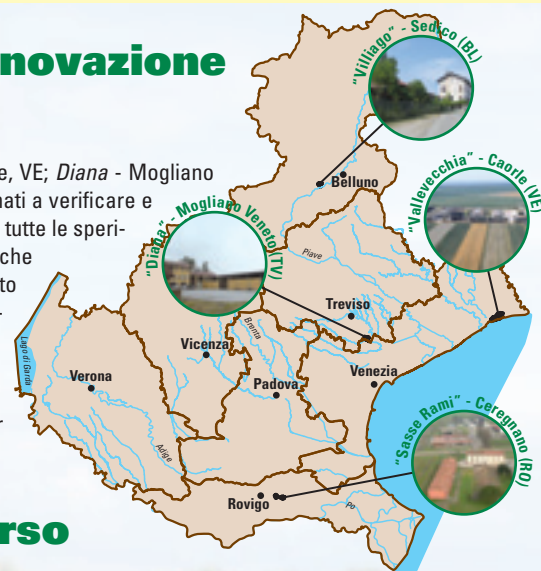 novazione
e, VE; Diana - Mogliano
nati a verificare e
tutte le speri-
che
to
r
r
rso
"Villiago" - Sedico (BL)
"Vallevecchia" - Caorle (VE)
"Diana" - Mogliano Veneto (TV)
"Sasse Rami" - Ceregnano (RO)
Belluno
Piave
Treviso
Lago di Garda
Vicenza
Brenta
Venezia
Verona
Padova
Adige
Rovigo
Po